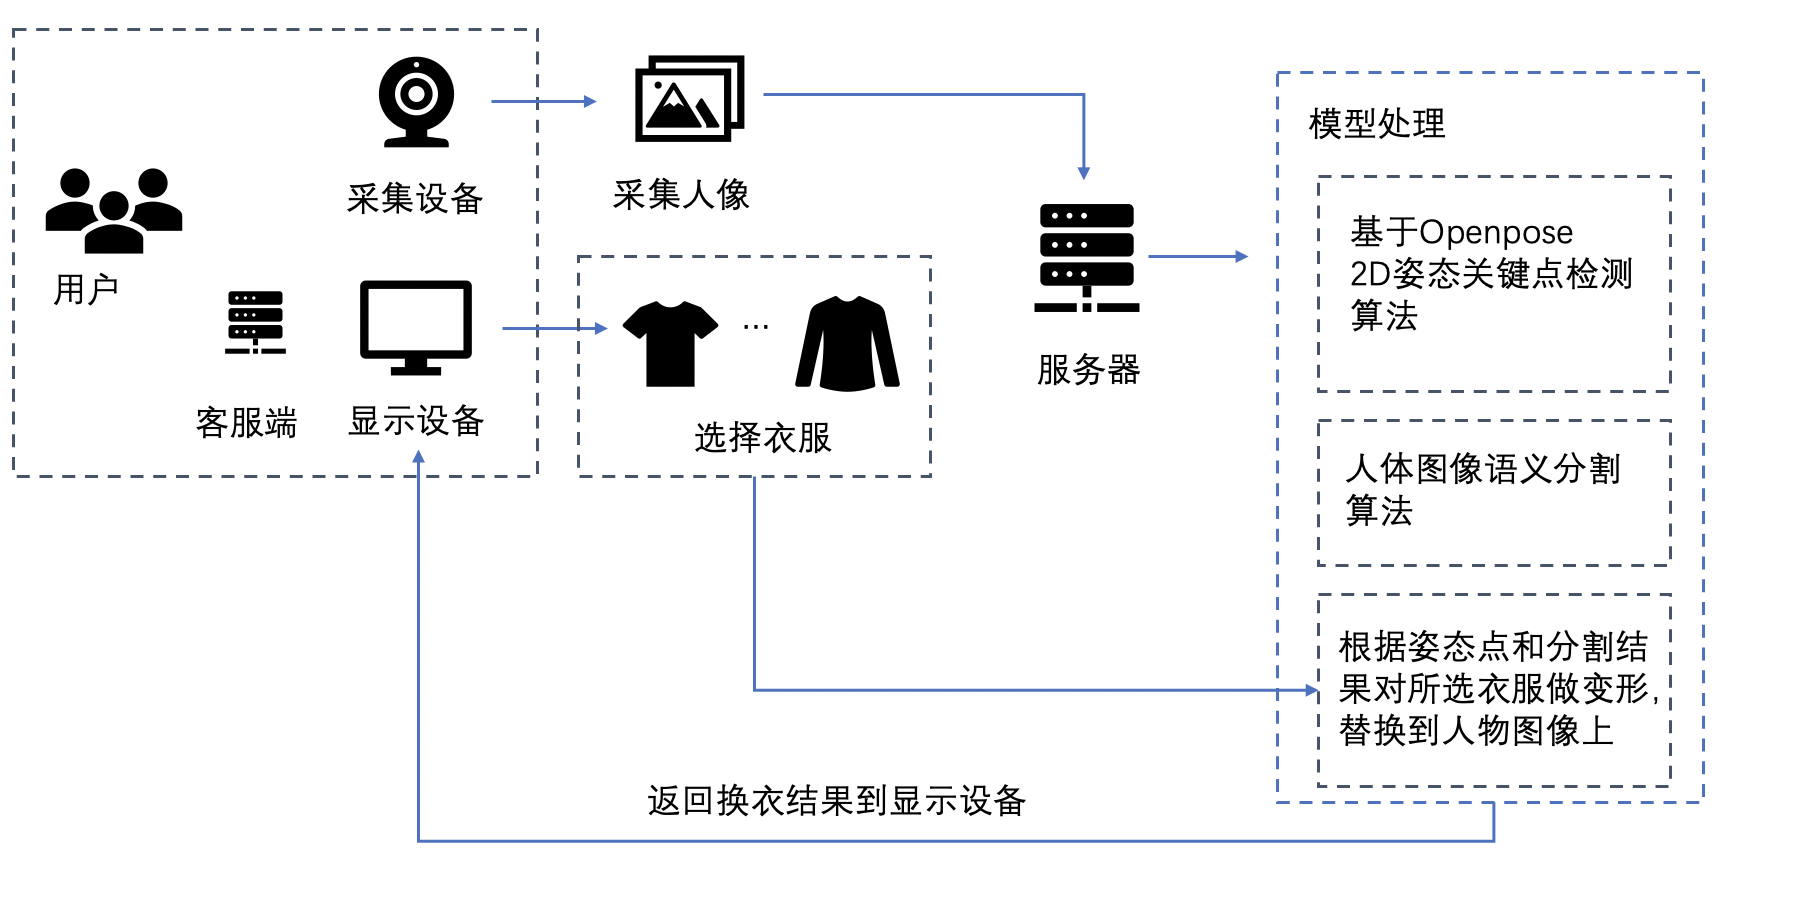 采集设备
用户
客服端
显示设备
采集人像
...
选择衣服
服务器
模型处理
基于Openpose
2D姿态关键点检测
算法
人体图像语义分割
算法
根据姿态点和分割结
果对所选衣服做变形,
替换到人物图像上
返回换衣结果到显示设备